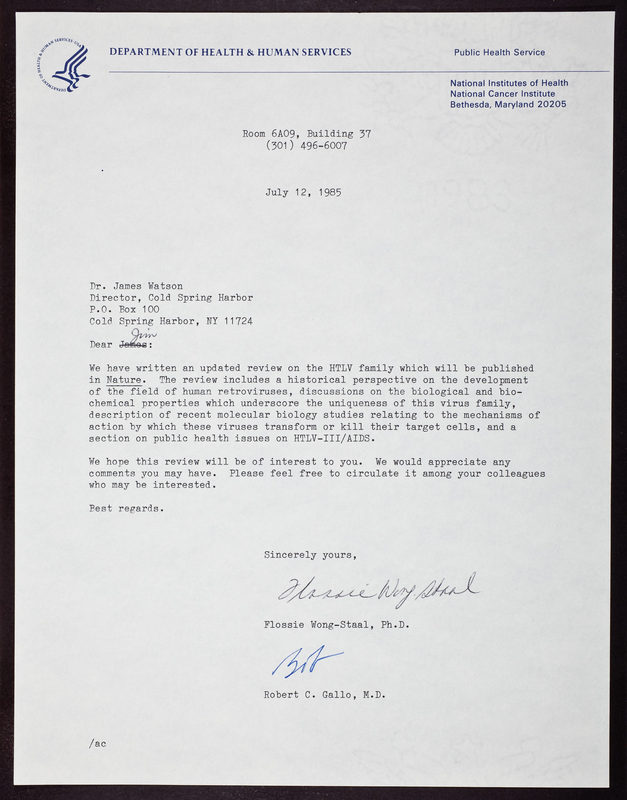 DEPARTMENT OF HEALTH & HUMAN SERVICES
Public Health Service
DEPARTMENT OF HEALTH & HUMAN SERVICES·USA
National Institutes of Health
National Cancer Institute
Bethesda, Maryland 20205
Room 6A09, Building 37
(301) 496-6007
July 12, 1985
Dr. James Watson
Director, Cold Spring Harbor
P.O. Box 100
Cold Spring Harbor, NY 11724
Jim
Dear James:
We have written an updated review on the HTLV family which will be published
in Nature. The review includes a historical perspective on the development
of the field of human retroviruses, discussions on the biological and bio-
chemical properties which underscore the uniqueness of this virus family,
description of recent molecular biology studies relating to the mechanisms of
action by which these viruses transform or kill their target cells, and a
section on public health issues on HTLV-III/AIDS.
We hope this review will be of interest to you. We would appreciate any
comments you may have. Please feel free to circulate it among your colleagues
who may be interested.
Best regards.
Sincerely yours,
Flossie Wong-Staal
Flossie Wong-Staal, Ph.D.
Bob
Robert C. Gallo, M.D.
/ac